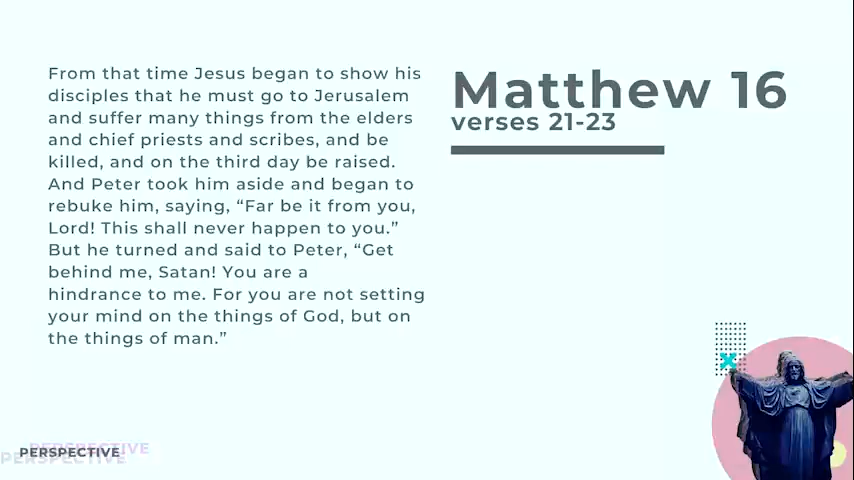 From that time Jesus began to show his
disciples that he must go to Jerusalem
and suffer many things from the elders
and chief priests and scribes, and be
killed, and on the third day be raised.
And Peter took him aside and began to
rebuke him, saying, “Far be it from you,
Lord! This shall never happen to you.”
But he turned and said to Peter, “Get
behind me, Satan! You are a
hindrance to me. For you are not setting
your mind on the things of God, but on
the things of man.”
Matthew 16
verses 21-23
PERSPECTIVE
PERSPECTIVE
PERSPECTIVE